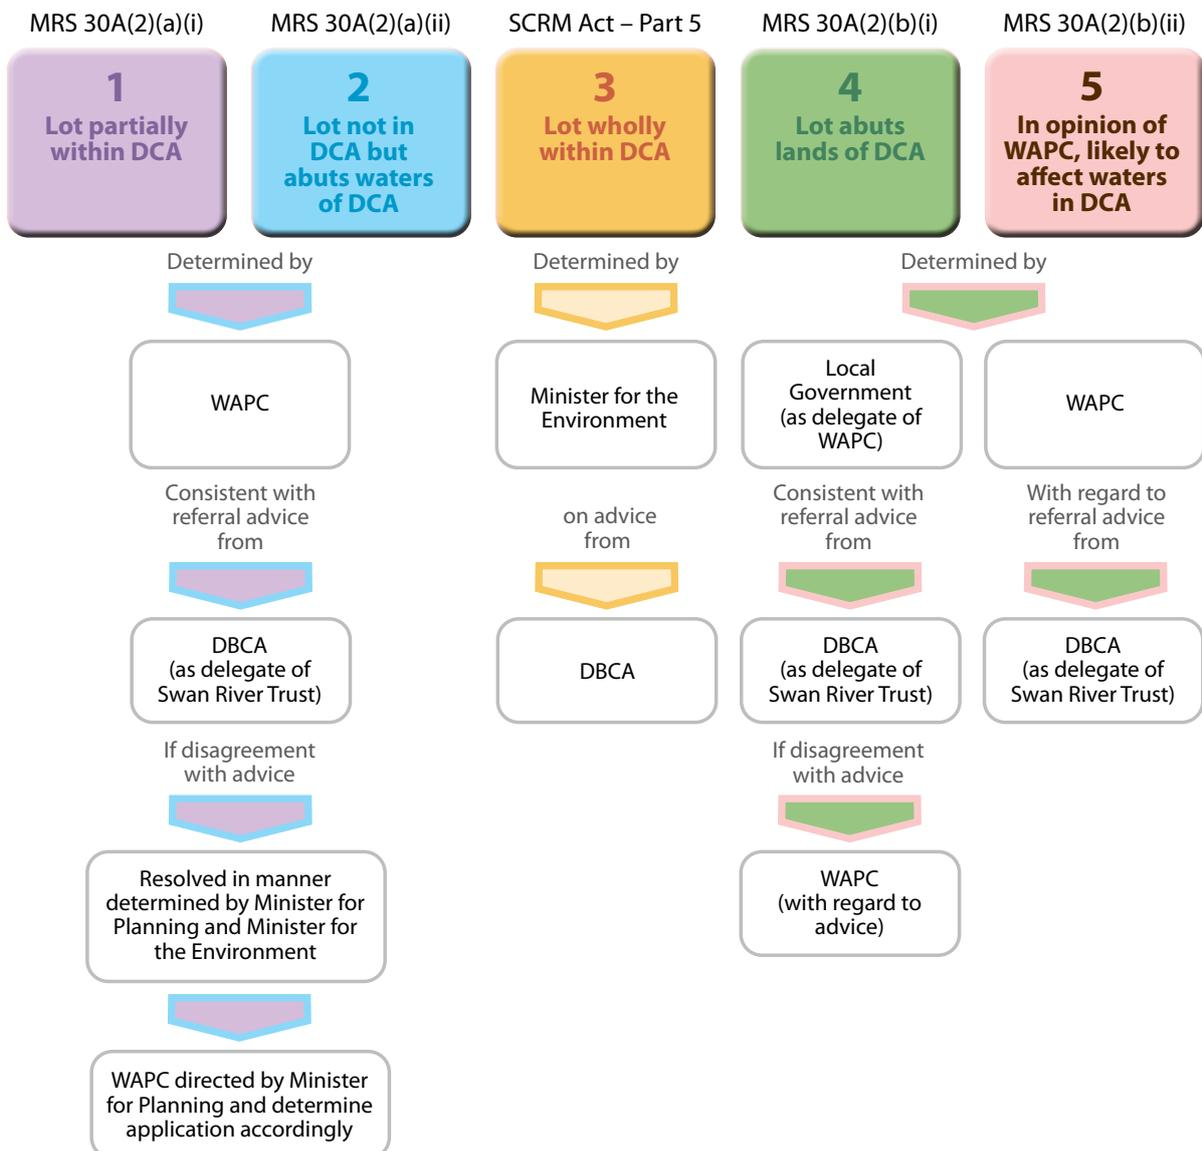 MRS 30A(2)(a)(i)
MRS 30A(2)(a)(ii)
SCRM Act – Part 5
MRS 30A(2)(b)(i)
MRS 30A(2)(b)(ii)
1
Lot partially
within DCA
2
Lot not in
DCA but
abuts waters
of DCA
3
Lot wholly
within DCA
4
Lot abuts
lands of DCA
5
In opinion of
WAPC, likely to
affect waters
in DCA
Determined by
Determined by
Determined by
WAPC
Minister for the
Environment
Local
Government
(as delegate of
WAPC)
WAPC
Consistent with
referral advice
from
on advice
from
Consistent with
referral advice
from
With regard to
referral advice
from
DBCA
(as delegate of
Swan River Trust)
DBCA
DBCA
(as delegate of
Swan River Trust)
DBCA
(as delegate of
Swan River Trust)
If disagreement
with advice
If disagreement
with advice
Resolved in manner
determined by Minister for
Planning and Minister for
the Environment
WAPC
(with regard to
advice)
WAPC directed by Minister
for Planning and determine
application accordingly